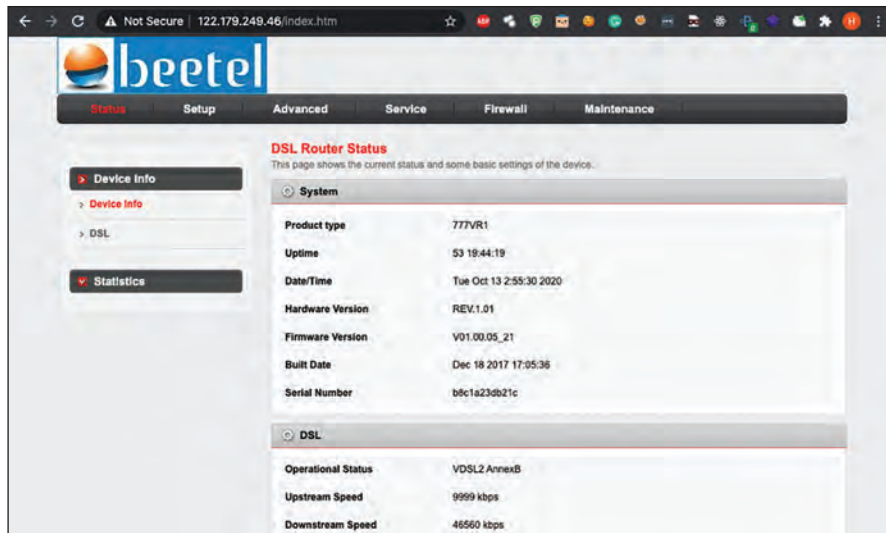 Not Secure 122.179.249.46/index.htm
beetel
Status Setup Advanced Service Firewall Maintenance
DSL Router Status
This page shows the current status and some basic settings of the device.
Device Info
Device Info
DSL
Statistics
System
Product type 777VR1
Uptime 53 19:44:19
Date/Time Tue Oct 13 2:55:30 2020
Hardware Version REV.1.01
Firmware Version V01.00.05_21
Built Date Dec 18 2017 17:05:36
Serial Number b8c1a23db21c
DSL
Operational Status VDSL2 AnnexB
Upstream Speed 9999 kbps
Downstream Speed 46560 kbps